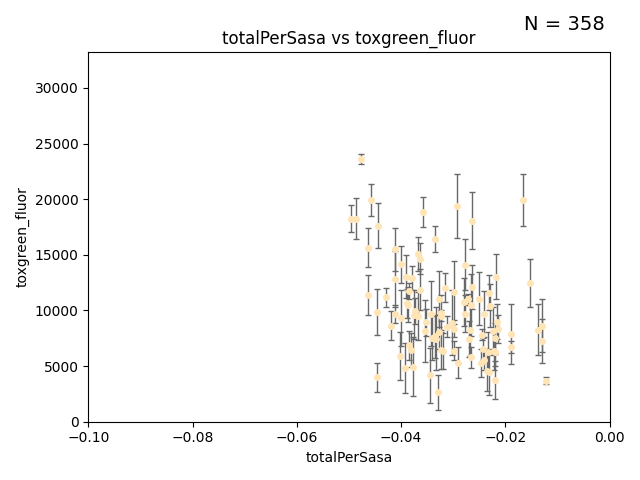 N = 358
totalPerSasa vs toxgreen_fluor
30000
25000
20000
15000
10000
5000
0
toxgreen_fluor
−0.10 −0.08 −0.06 −0.04 −0.02 0.00
totalPerSasa